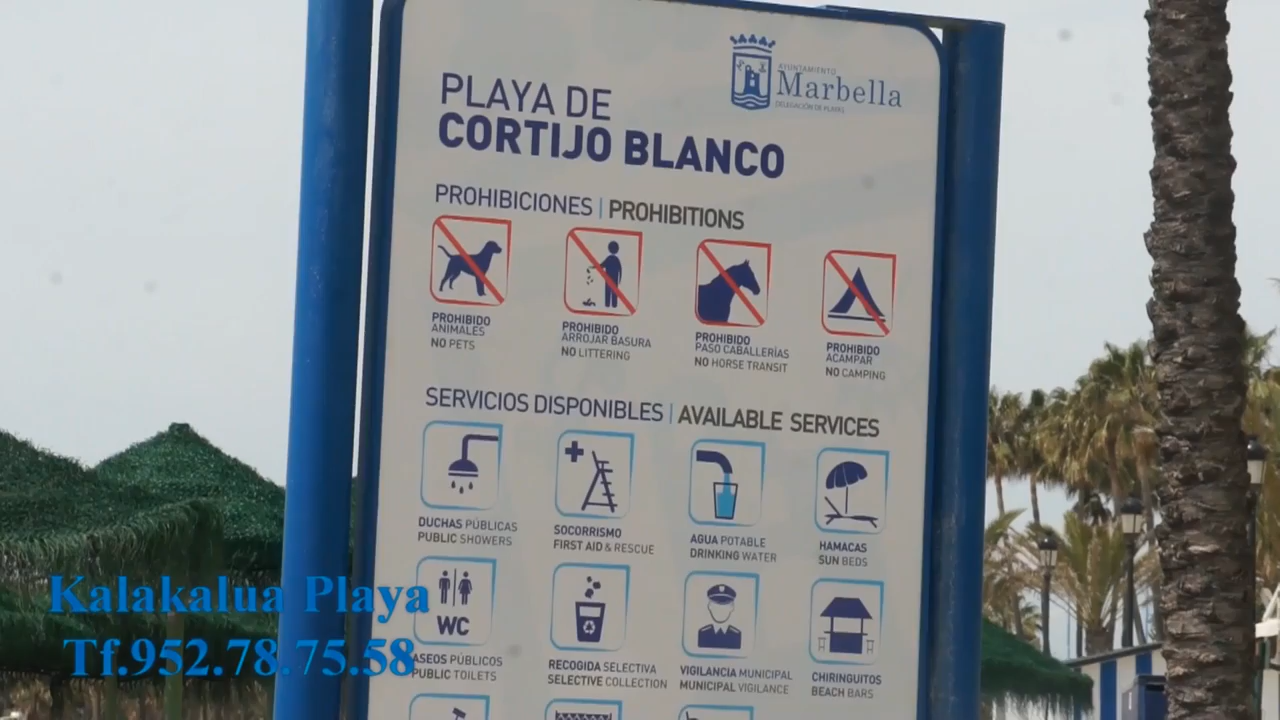 AYUNTAMIENTO
Marbella
DELEGACIÓN DE PLAYAS
PLAYA DE
CORTIJO BLANCO
PROHIBICIONES | PROHIBITIONS
PROHIBIDO
ANIMALES
NO PETS
PROHIBIDO
ARROJAR BASURA
NO LITTERING
PROHIBIDO
PASO CABALLERÍAS
NO HORSE TRANSIT
PROHIBIDO
ACAMPAR
NO CAMPING
SERVICIOS DISPONIBLES | AVAILABLE SERVICES
DUCHAS PÚBLICAS
PUBLIC SHOWERS
SOCORRISMO
FIRST AID & RESCUE
AGUA POTABLE
DRINKING WATER
HAMACAS
SUN BEDS
WC
ASEOS PÚBLICOS
PUBLIC TOILETS
RECOGIDA SELECTIVA
SELECTIVE COLLECTION
VIGILANCIA MUNICIPAL
MUNICIPAL VIGILANCE
CHIRINGUITOS
BEACH BARS
Kalakalua Playa
Tf.952.78.75.58